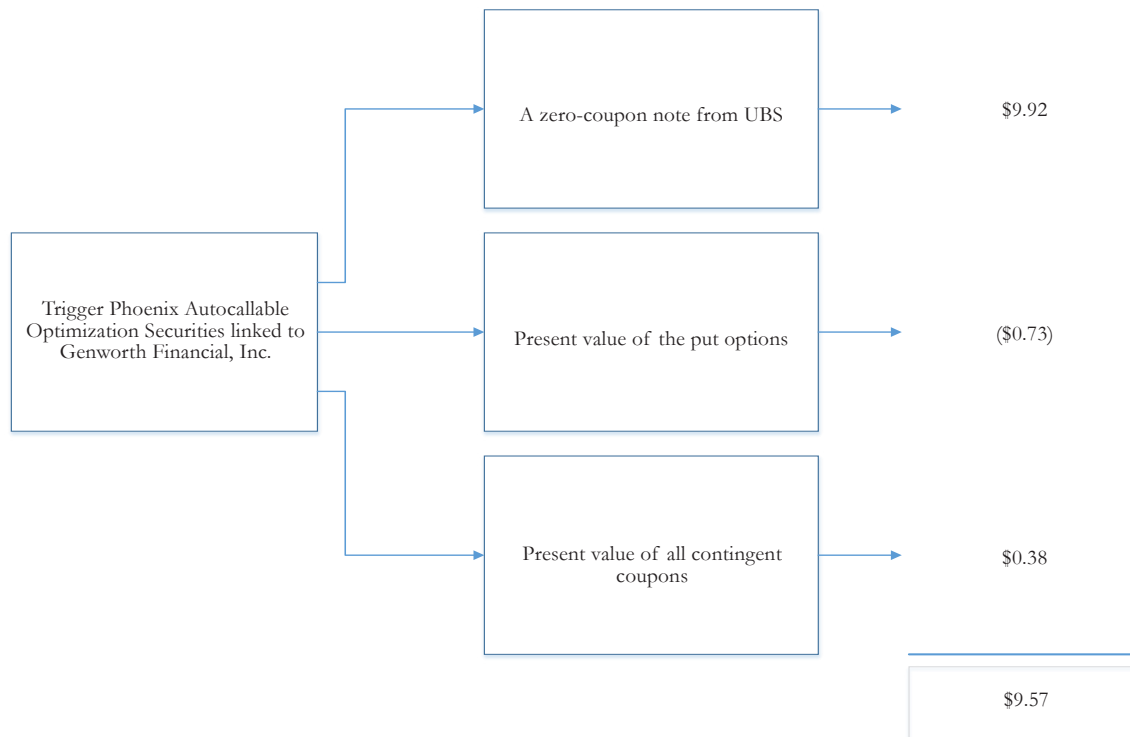 A zero-coupon note from UBS
$9.92
Trigger Phoenix Autocallable
Optimization Securities linked to
Genworth Financial, Inc.
Present value of the put options
($0.73)
Present value of all contingent
coupons
$0.38
$9.57